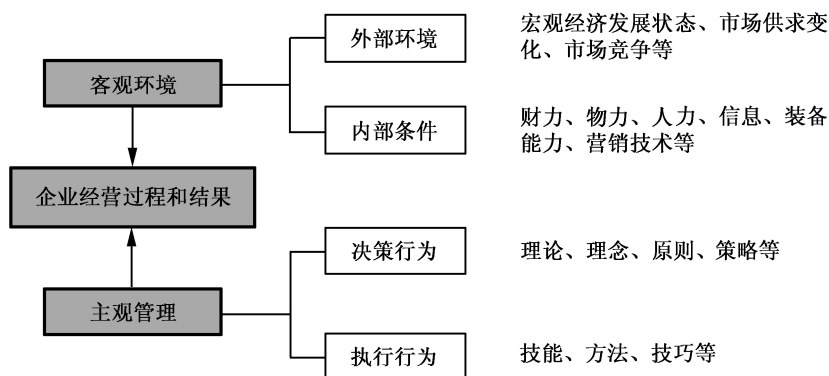 外部环境
宏观经济发展状态、市场供求变
化、市场竞争等
客观环境
内部条件
财力、物力、人力、信息、装备
能力、营销技术等
企业经营过程和结果
决策行为
理论、理念、原则、策略等
主观管理
执行行为
技能、方法、技巧等